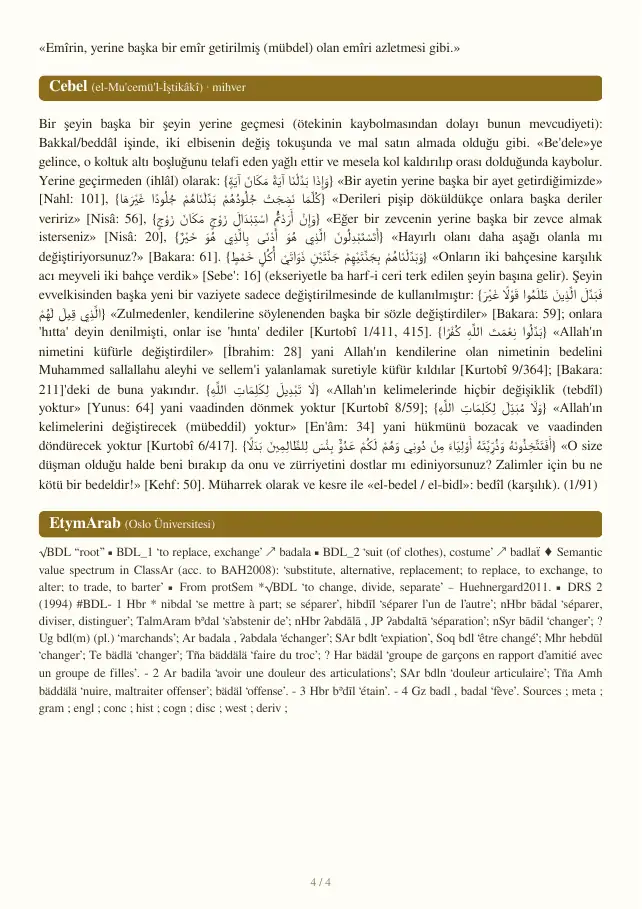 «Emîrin, yerine başka bir emîr getirilmiş (mübdel) olan emîri azletmesi gibi.»
Cebel (el-Mu'cemü'l-İştikâkî) · mihver
Bir şeyin başka bir şeyin yerine geçmesi (ötekinin kaybolmasından dolayı bunun mevcudiyeti):
Bakkal/beddâl işinde, iki elbisenin değiş tokuşunda ve mal satın almada olduğu gibi. «Be'dele»ye
gelince, o koltuk altı boşluğunu telafi eden yağlı ettir ve mesela kol kaldırılıp orası dolduğunda kaybolur.
Yerine geçirmeden (ihlâl) olarak: {وَإِذَا بَدَّلْنَا آيَةً مَكَانَ آيَةٍ} «Bir ayetin yerine başka bir ayet getirdiğimizde»
[Nahl: 101], {كُلَّمَا نَضِجَتْ جُلُودُهُمْ بَدَّلْنَاهُمْ جُلُودًا غَيْرَهَا} «Derileri pişip döküldükçe onlara başka deriler
veririz» [Nisâ: 56], {وَإِنْ أَرَدْتُمُ اسْتِبْدَالَ زَوْجٍ مَكَانَ زَوْجٍ} «Eğer bir zevcenin yerine başka bir zevce almak
isterseniz» [Nisâ: 20], {أَتَسْتَبْدِلُونَ الَّذِي هُوَ أَدْنَى بِالَّذِي هُوَ خَيْرٌ} «Hayırlı olanı daha aşağı olanla mı
değiştiriyorsunuz?» [Bakara: 61]. {وَبَدَّلْنَاهُمْ بِجَنَّتَيْهِمْ جَنَّتَيْنِ ذَوَاتَيْ أُكُلٍ خَمْطٍ} «Onların iki bahçesine karşılık
acı meyveli iki bahçe verdik» [Sebe': 16] (ekseriyetle ba harf-i ceri terk edilen şeyin başına gelir). Şeyin
evvelkisinden başka yeni bir vaziyete sadece değiştirilmesinde de kullanılmıştır: {فَبَدَّلَ الَّذِينَ ظَلَمُوا قَوْلًا غَيْرَ
الَّذِي قِيلَ لَهُمْ} «Zulmedenler, kendilerine söylenenden başka bir sözle değiştirdiler» [Bakara: 59]; onlara
'hıtta' deyin denilmişti, onlar ise 'hınta' dediler [Kurtobî 1/411, 415]. {بَدَّلُوا نِعْمَتَ اللَّهِ كُفْرًا} «Allah'ın
nimetini küfürle değiştirdiler» [İbrahim: 28] yani Allah'ın kendilerine olan nimetinin bedelini
Muhammed sallallahu aleyhi ve sellem'i yalanlamak suretiyle küfür kıldılar [Kurtobî 9/364]; [Bakara:
211]'deki de buna yakındır. {لَا تَبْدِيلَ لِكَلِمَاتِ اللَّهِ} «Allah'ın kelimelerinde hiçbir değişiklik (tebdîl)
yoktur» [Yunus: 64] yani vaadinden dönmek yoktur [Kurtobî 8/59]; {وَلَا مُبَدِّلَ لِكَلِمَاتِ اللَّهِ} «Allah'ın
kelimelerini değiştirecek (mübeddil) yoktur» [En'âm: 34] yani hükmünü bozacak ve vaadinden
döndürecek yoktur [Kurtobî 6/417]. {أَفَتَتَّخِذُونَهُ وَذُرِّيَّتَهُ أَوْلِيَاءَ مِنْ دُونِي وَهُمْ لَكُمْ عَدُوٌّ بِئْسَ لِلظَّالِمِينَ بَدَلًا} «O size
düşman olduğu halde beni bırakıp da onu ve zürriyetini dostlar mı ediniyorsunuz? Zalimler için bu ne
kötü bir bedeldir!» [Kehf: 50]. Müharrek olarak ve kesre ile «el-bedel / el-bidl»: bedîl (karşılık). (1/91)
EtymArab (Oslo Üniversitesi)
√BDL “root” ▪ BDL_1 ‘to replace, exchange’ ↗ badala ▪ BDL_2 ‘suit (of clothes), costume’ ↗ badlaẗ ♦ Semantic
value spectrum in ClassAr (acc. to BAH2008): ‘substitute, alternative, replacement; to replace, to exchange, to
alter; to trade, to barter’ ▪ From protSem *√BDL ‘to change, divide, separate’ – Huehnergard2011. ▪ DRS 2
(1994) #BDL- 1 Hbr * nibdal ‘se mettre à part; se séparer’, hibdīl ‘séparer l’un de l’autre’; nHbr bādal ‘séparer,
diviser, distinguer’; TalmAram bᵊdal ‘s’abstenir de’; nHbr ʔabdālā , JP ʔabdaltā ‘séparation’; nSyr bādil ‘changer’; ?
Ug bdl(m) (pl.) ‘marchands’; Ar badala , ʔabdala ‘échanger’; SAr bdlt ‘expiation’, Soq bdl ‘être changé’; Mhr hebdūl
‘changer’; Te bädlä ‘changer’; Tña bäddälä ‘faire du troc’; ? Har bädäl ‘groupe de garçons en rapport d’amitié avec
un groupe de filles’. - 2 Ar badila ‘avoir une douleur des articulations’; SAr bdln ‘douleur articulaire’; Tña Amh
bäddälä ‘nuire, maltraiter offenser’; bädäl ‘offense’. - 3 Hbr bᵊdīl ‘étain’. - 4 Gz badl , badal ‘fève’. Sources ; meta ;
gram ; engl ; conc ; hist ; cogn ; disc ; west ; deriv ;
4 / 4